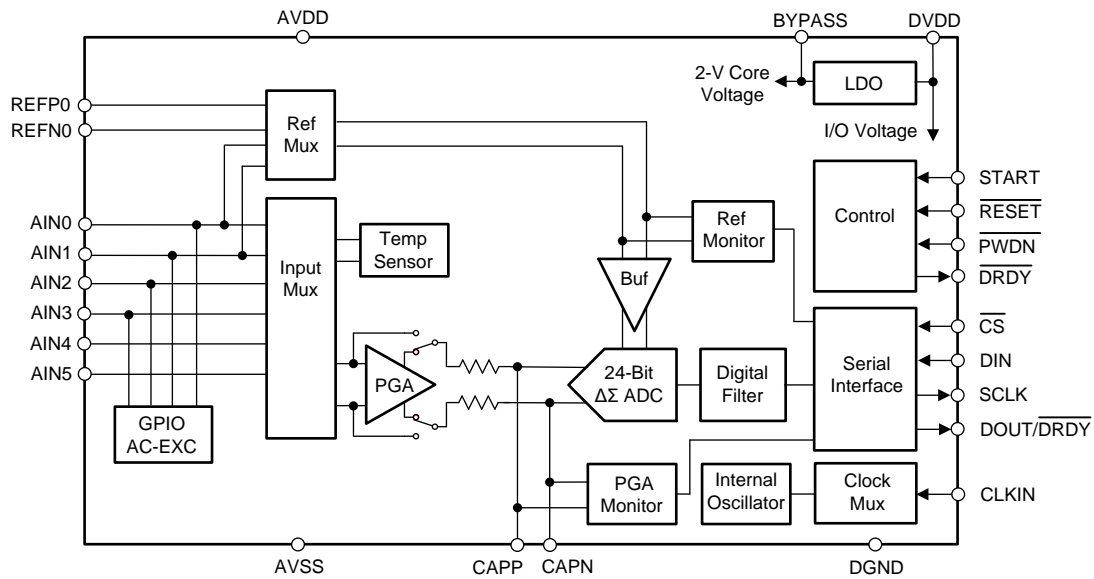 AVDD
BYPASS
DVDD
2-V Core
Voltage
LDO
I/O Voltage
REFP0
REFN0
Ref
Mux
AIN0
AIN1
AIN2
AIN3
AIN4
AIN5
Input
Mux
Temp
Sensor
GPIO
AC-EXC
PGA
Ref
Monitor
Buf
24-Bit
ΔΣ ADC
Digital
Filter
Control
Serial
Interface
PGA
Monitor
Internal
Oscillator
Clock
Mux
START
RESET
PWDN
DRDY
CS
DIN
SCLK
DOUT/DRDY
CLKIN
AVSS
CAPP
CAPN
DGND